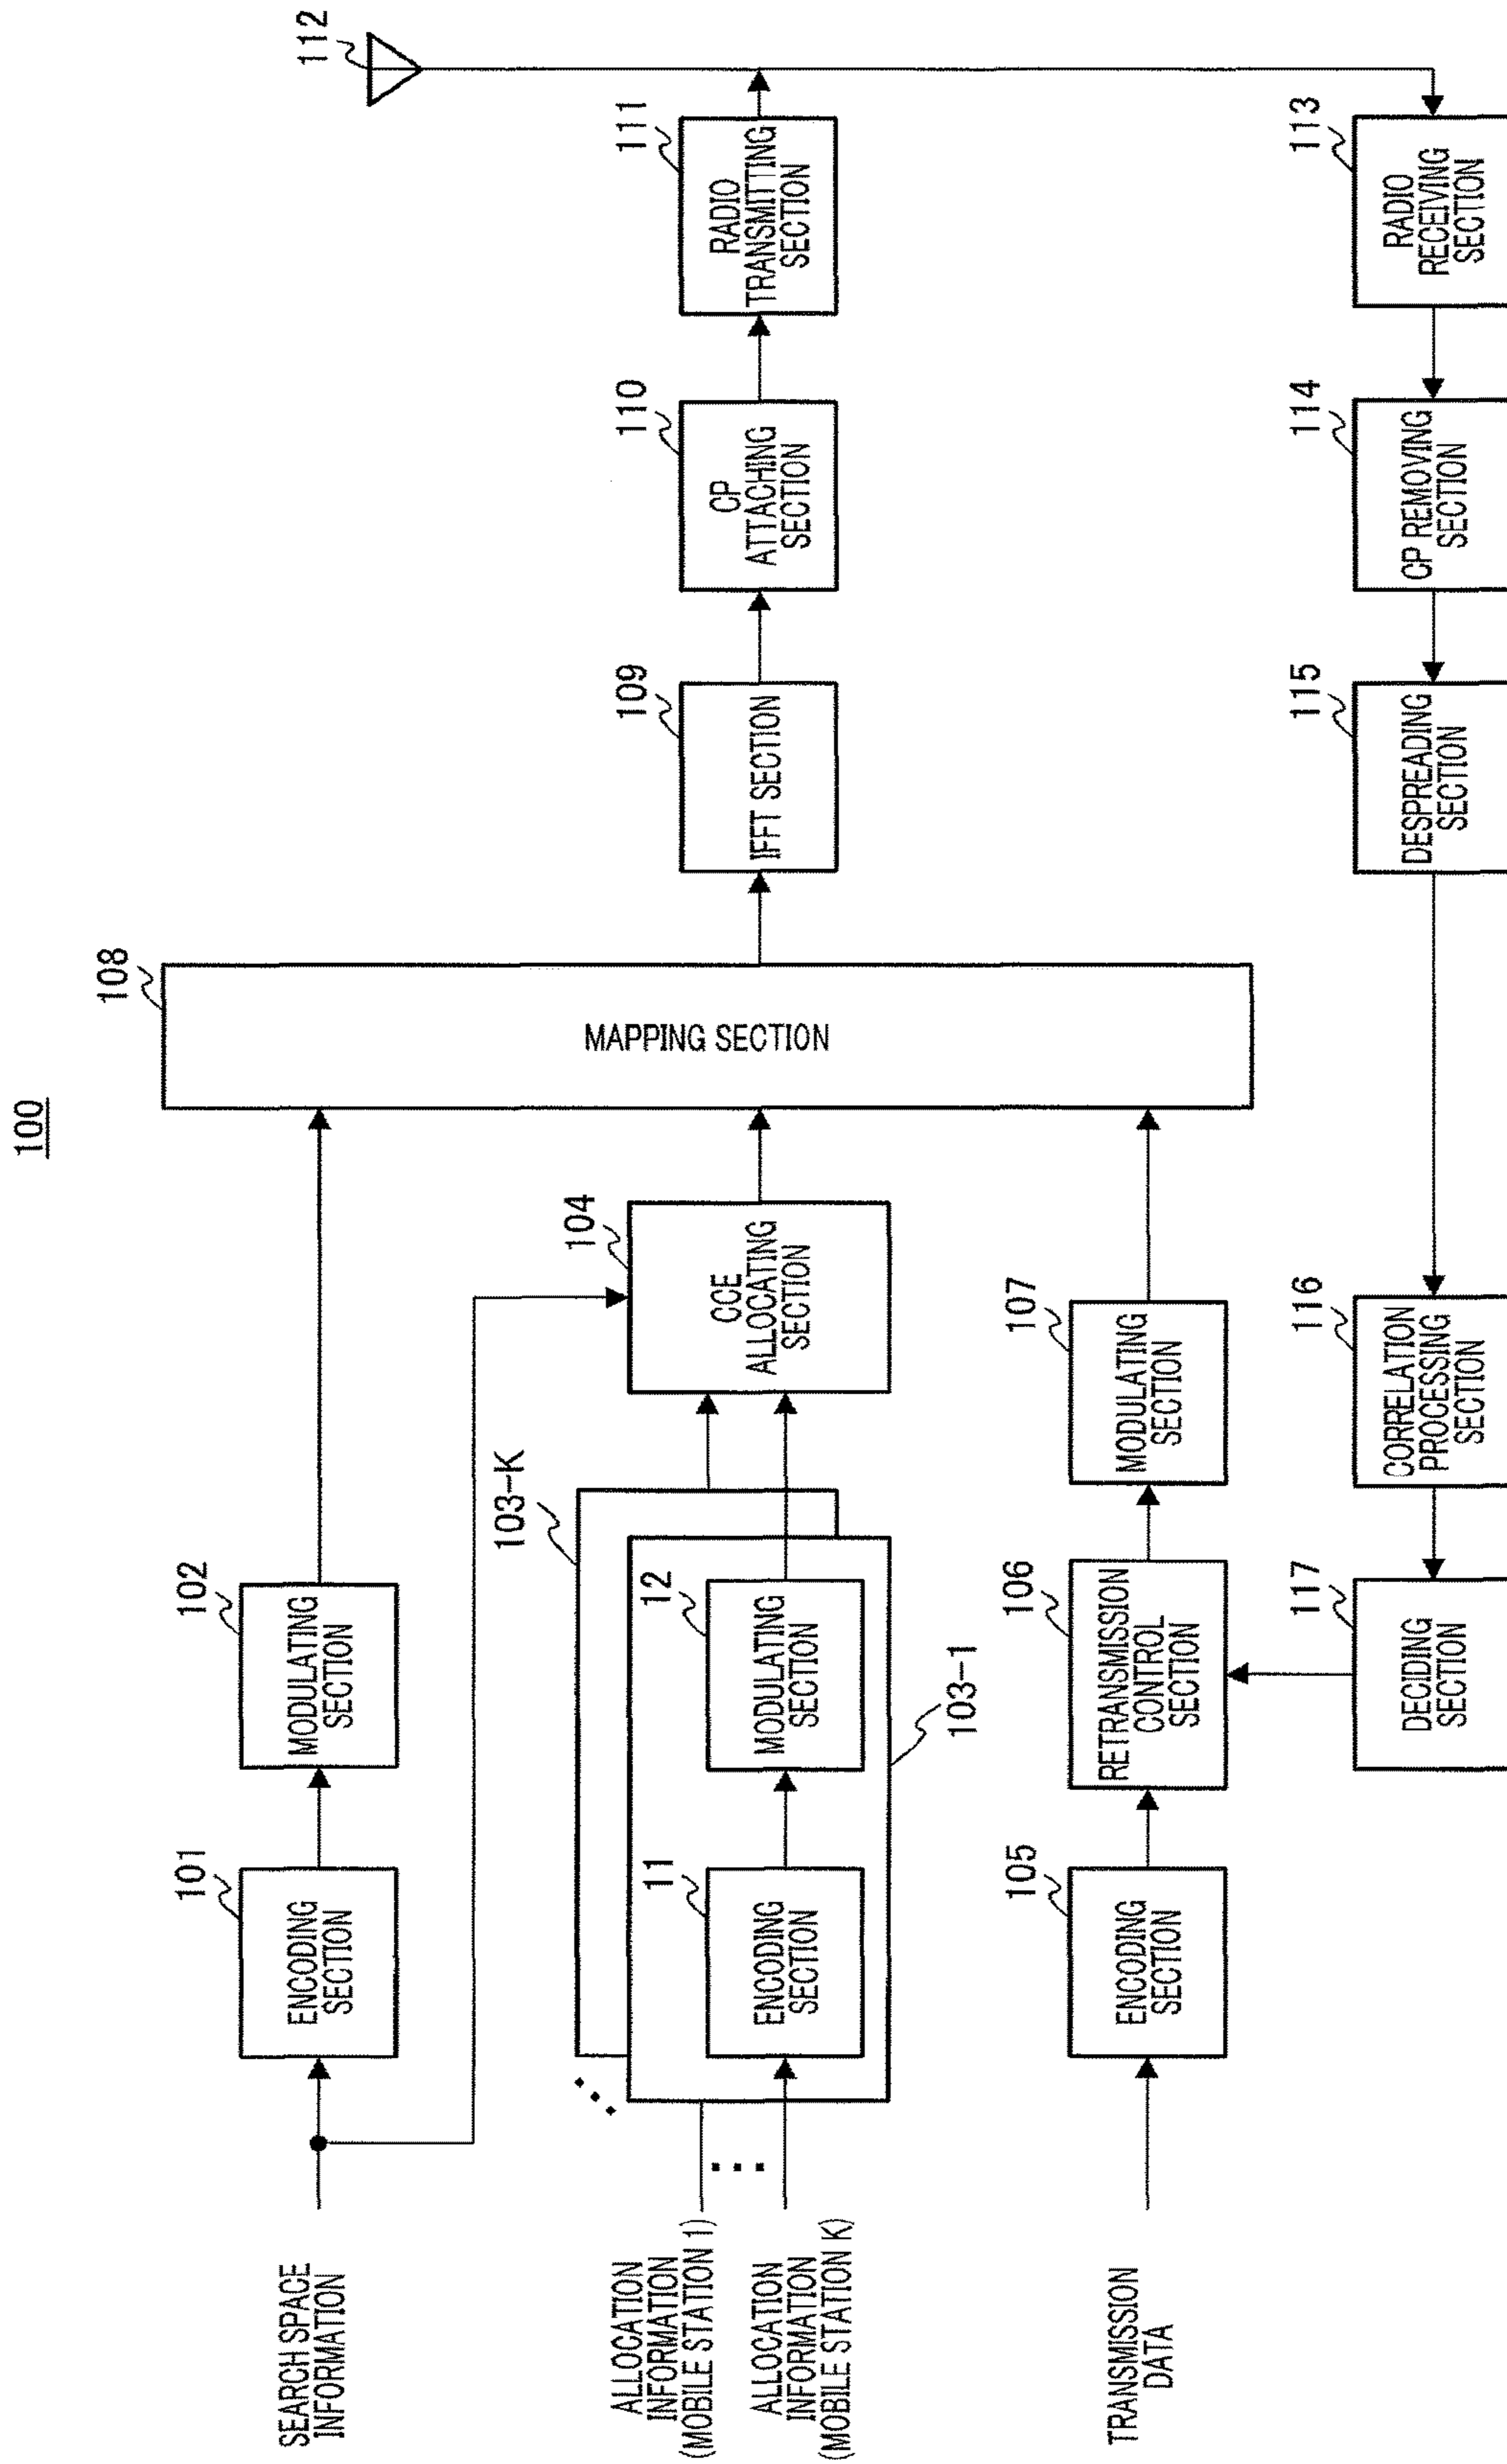 100
SEARCH SPACE
INFORMATION
101
ENCODING
SECTION
102
MODULATING
SECTION
108
MAPPING SECTION
112
ALLOCATION
INFORMATION
(MOBILE STATION 1)
ALLOCATION
INFORMATION
(MOBILE STATION K)
103-K
11
ENCODING
SECTION
12
MODULATING
SECTION
103-1
104
CCE
ALLOCATING
SECTION
109
IFFT SECTION
110
CP
ATTACHING
SECTION
111
RADIO
TRANSMITTING
SECTION
TRANSMISSION
DATA
105
ENCODING
SECTION
106
RETRANSMISSION
CONTROL
SECTION
107
MODULATING
SECTION
117
DECIDING
SECTION
116
CORRELATION
PROCESSING
SECTION
115
DESPREADING
SECTION
114
CP REMOVING
SECTION
113
RADIO
RECEIVING
SECTION